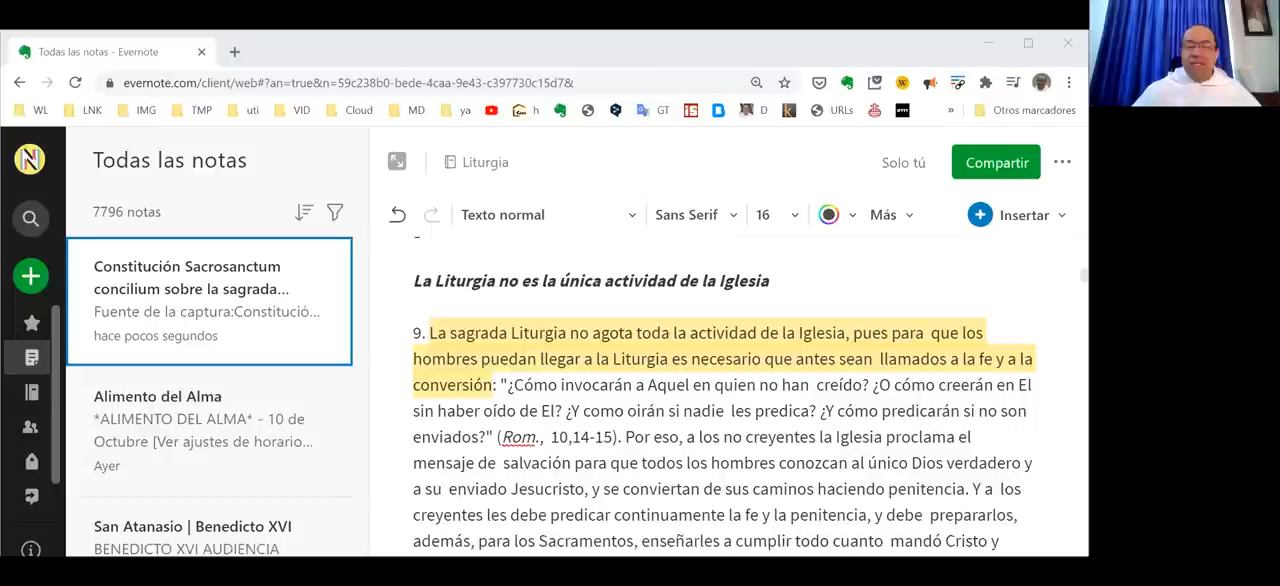 Todas las notas - Evernote
evernote.com/client/web#?an=true&n=59c238b0-bede-4caa-9e43-c397730c15d7&
WL LNK IMG TMP uti VID Cloud MD ya h GT D K URLs » Otros marcadores
Todas las notas
7796 notas
Constitución Sacrosanctum
concilium sobre la sagrada...
Fuente de la captura:Constitució...
hace pocos segundos
Alimento del Alma
*ALIMENTO DEL ALMA* - 10 de
Octubre [Ver ajustes de horario...
Ayer
San Atanasio | Benedicto XVI
BENEDICTO XVI AUDIENCIA
Liturgia
Solo tú
Compartir
Texto normal Sans Serif 16 Más Insertar
La Liturgia no es la única actividad de la Iglesia
9. La sagrada Liturgia no agota toda la actividad de la Iglesia, pues para que los
hombres puedan llegar a la Liturgia es necesario que antes sean llamados a la fe y a la
conversión: "¿Cómo invocarán a Aquel en quien no han creído? ¿O cómo creerán en El
sin haber oído de El? ¿Y como oirán si nadie les predica? ¿Y cómo predicarán si no son
enviados?" (Rom., 10,14-15). Por eso, a los no creyentes la Iglesia proclama el
mensaje de salvación para que todos los hombres conozcan al único Dios verdadero y
a su enviado Jesucristo, y se conviertan de sus caminos haciendo penitencia. Y a los
creyentes les debe predicar continuamente la fe y la penitencia, y debe prepararlos,
además, para los Sacramentos, enseñarles a cumplir todo cuanto mandó Cristo y